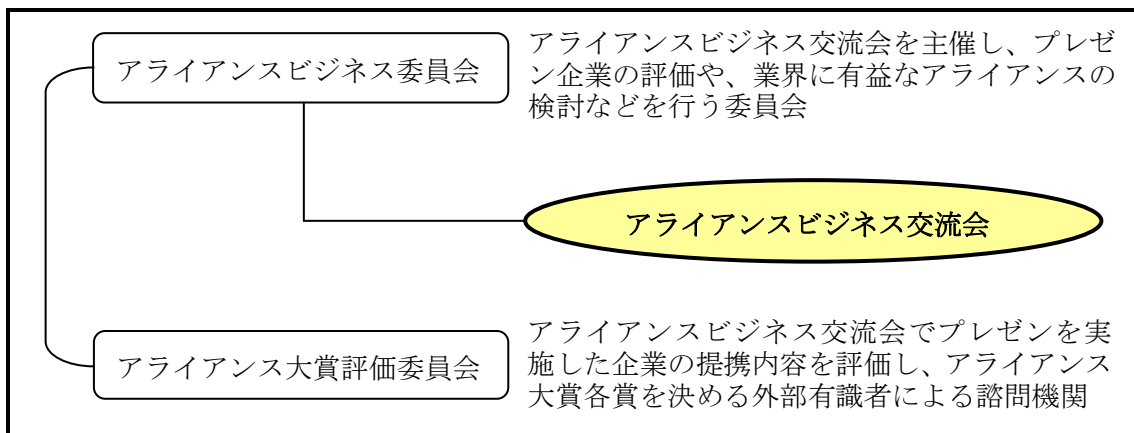 アライアンスビジネス委員会
アライアンスビジネス交流会を主催し、プレゼ
ン企業の評価や、業界に有益なアライアンスの
検討などを行う委員会
アライアンスビジネス交流会
アライアンス大賞評価委員会
アライアンスビジネス交流会でプレゼンを実
施した企業の提携内容を評価し、アライアンス
大賞各賞を決める外部有識者による諮問機関